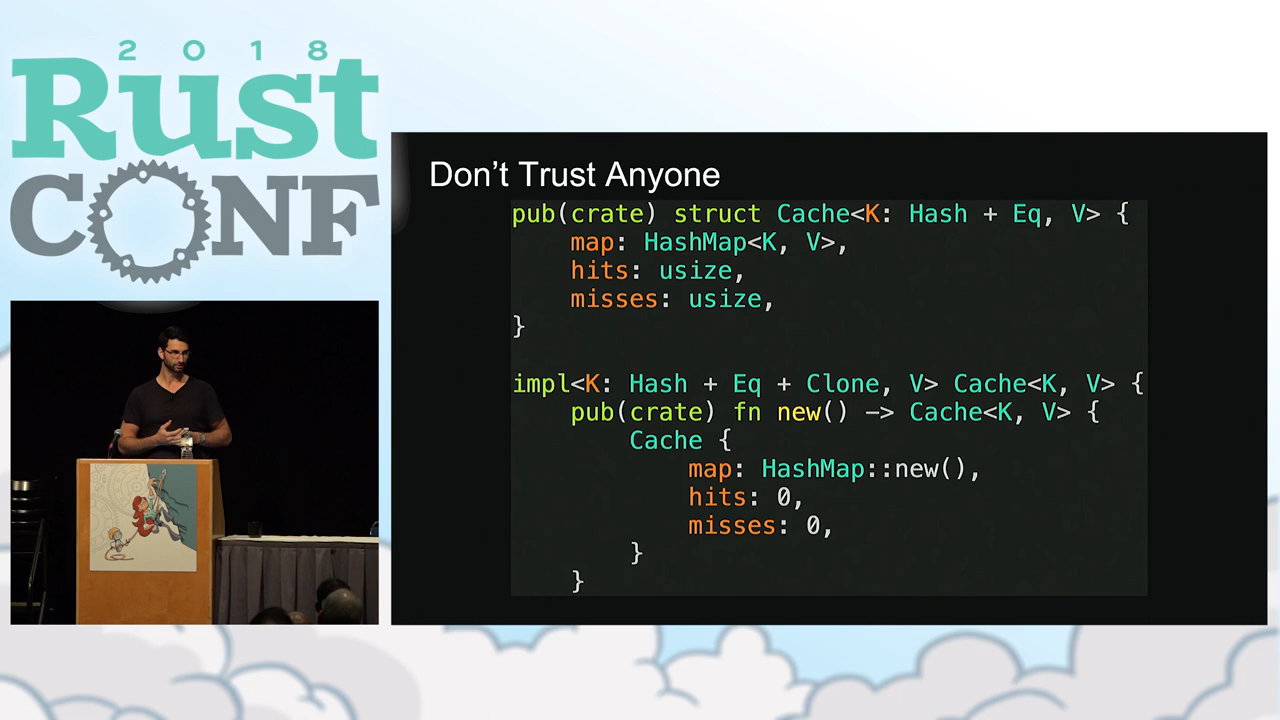 2018
Rust
CONF
Don’t Trust Anyone
pub(crate) struct Cache<K: Hash + Eq, V> {
    map: HashMap<K, V>,
    hits: usize,
    misses: usize,
}
impl<K: Hash + Eq + Clone, V> Cache<K, V> {
    pub(crate) fn new() -> Cache<K, V> {
        Cache {
            map: HashMap::new(),
            hits: 0,
            misses: 0,
        }
    }